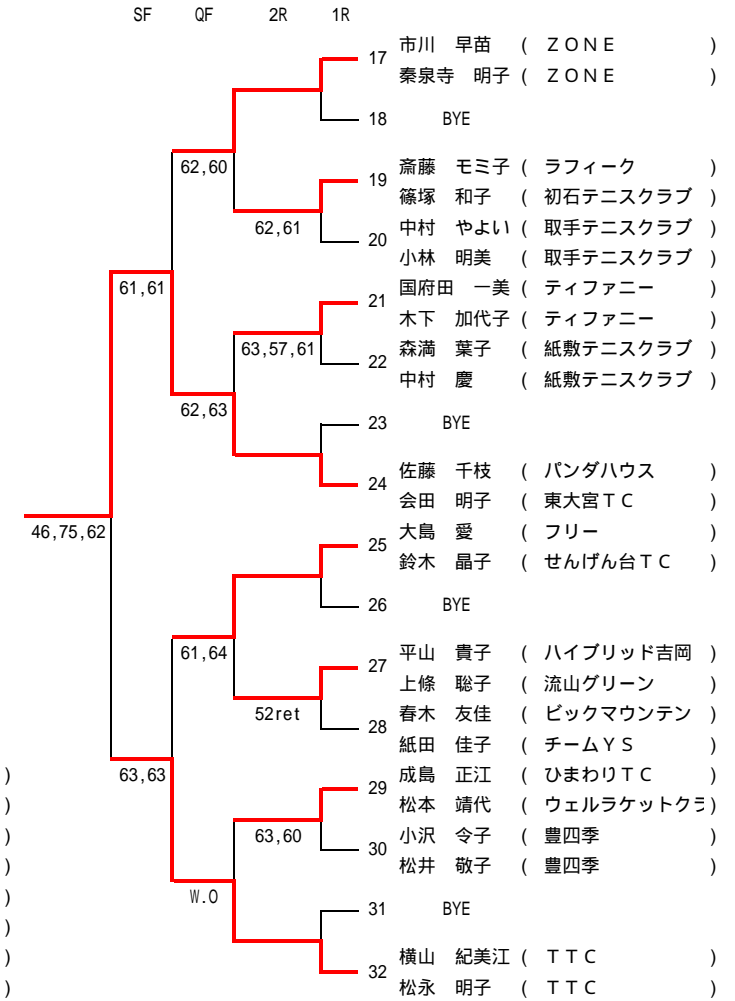 SF QF 2R 1R
市川 早苗 ( ＺＯＮＥ )
17
秦泉寺 明子 ( ＺＯＮＥ )
18 BYE
62,60
斎藤 モミ子 ( ラフィーク )
19
篠塚 和子 ( 初石テニスクラブ )
62,61
中村 やよい ( 取手テニスクラブ )
20
小林 明美 ( 取手テニスクラブ )
61,61
国府田 一美 ( ティファニー )
21
木下 加代子 ( ティファニー )
63,57,61
森満 葉子 ( 紙敷テニスクラブ )
22
中村 慶 ( 紙敷テニスクラブ )
62,63
23 BYE
佐藤 千枝 ( パンダハウス )
24
会田 明子 ( 東大宮ＴＣ )
46,75,62
大島 愛 ( フリー )
25
鈴木 晶子 ( せんげん台ＴＣ )
26 BYE
61,64
平山 貴子 ( ハイブリッド吉岡 )
27
上條 聡子 ( 流山グリーン )
52ret
春木 友佳 ( ビックマウンテン )
28
紙田 佳子 ( チームＹＳ )
) 63,63
成島 正江 ( ひまわりＴＣ )
29
) 松本 靖代 ( ウェルラケットクラ)
63,60
) 小沢 令子 ( 豊四季 )
30
) 松井 敬子 ( 豊四季 )
) W.O
31 BYE
)
) 横山 紀美江 ( ＴＴＣ )
32
) 松永 明子 ( ＴＴＣ )